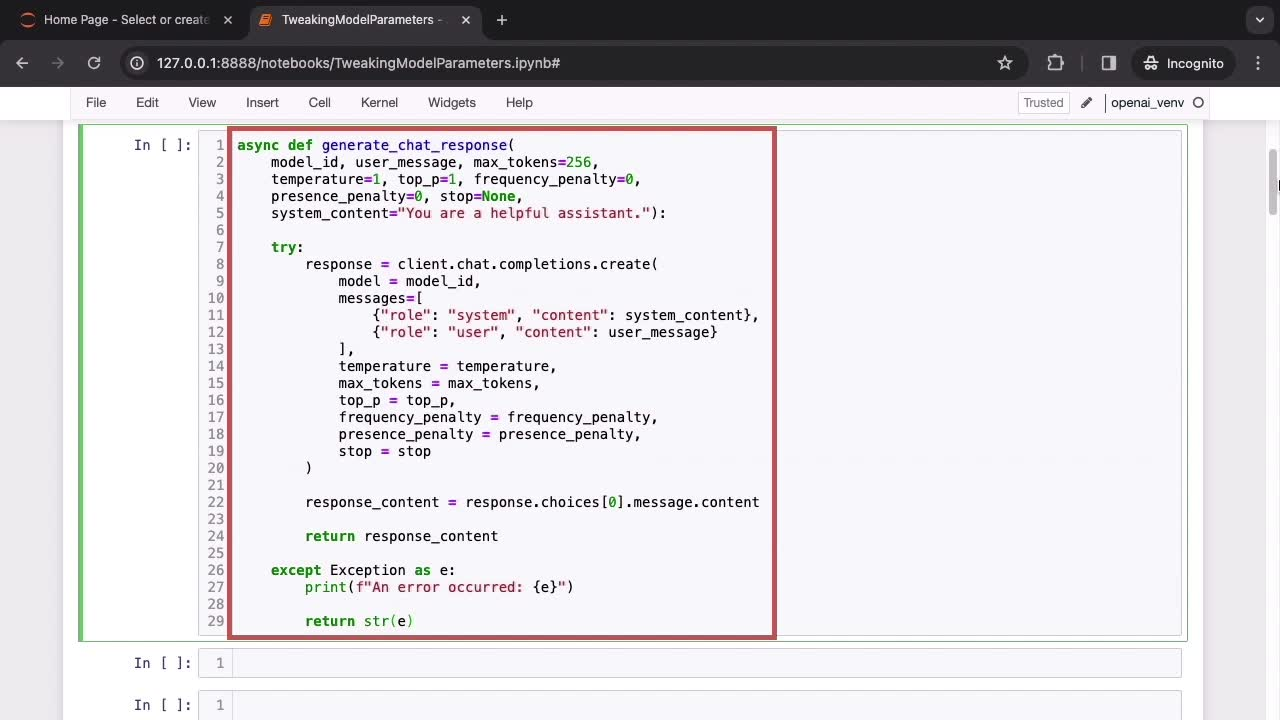 Home Page - Select or create
TweakingModelParameters -
127.0.0.1:8888/notebooks/TweakingModelParameters.ipynb#
Incognito
File Edit View Insert Cell Kernel Widgets Help
Trusted
openai_venv
In [ ]:
1 async def generate_chat_response(
2     model_id, user_message, max_tokens=256,
3     temperature=1, top_p=1, frequency_penalty=0,
4     presence_penalty=0, stop=None,
5     system_content="You are a helpful assistant."):
6
7     try:
8         response = client.chat.completions.create(
9             model = model_id,
10             messages=[
11                 {"role": "system", "content": system_content},
12                 {"role": "user", "content": user_message}
13             ],
14             temperature = temperature,
15             max_tokens = max_tokens,
16             top_p = top_p,
17             frequency_penalty = frequency_penalty,
18             presence_penalty = presence_penalty,
19             stop = stop
20         )
21
22         response_content = response.choices[0].message.content
23
24         return response_content
25
26     except Exception as e:
27         print(f"An error occurred: {e}")
28
29         return str(e)
In [ ]: 1
In [ ]: 1